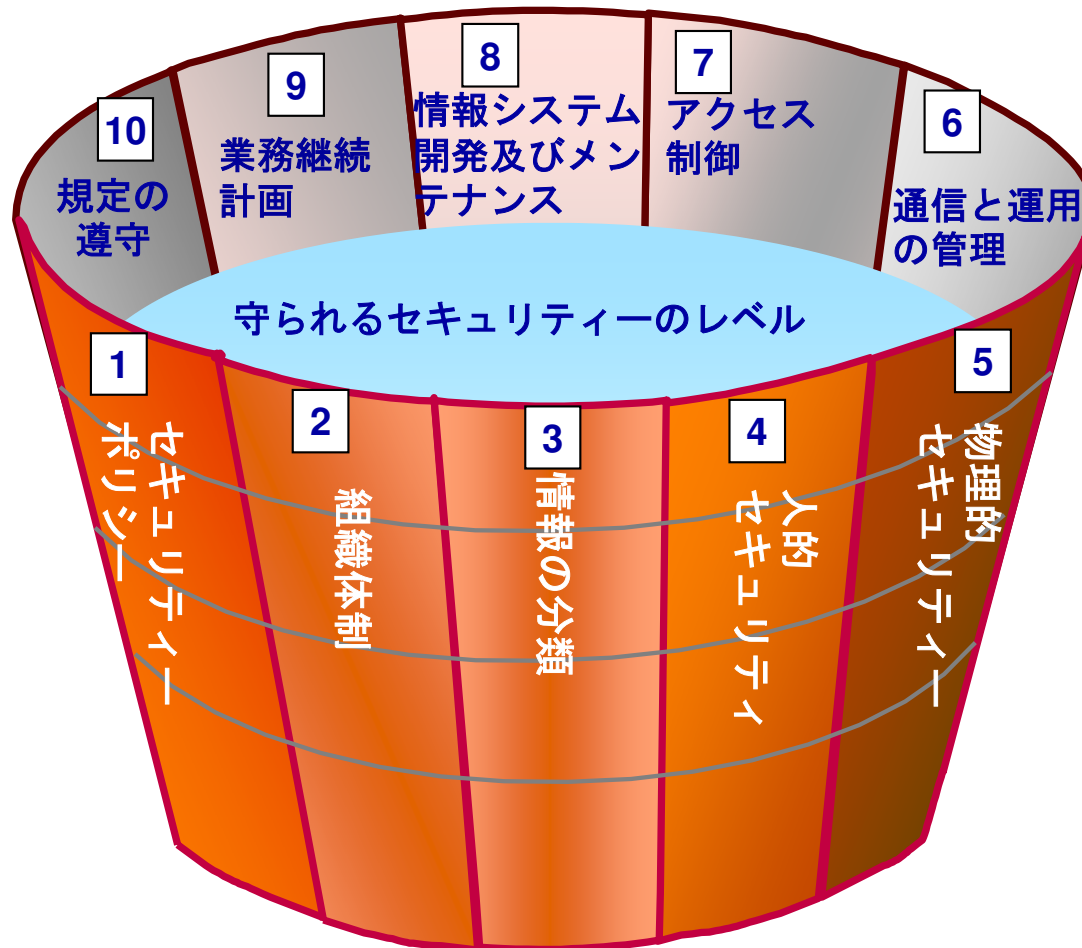 10
規定の
遵守
9
業務継続
計画
8
情報システム
開発及びメン
テナンス
7
アクセス
制御
6
通信と運用
の管理
守られるセキュリティーのレベル
1
セキュリティー
ポリシー
2
組織体制
3
情報の分類
4
人的
セキュリティ
5
物理的
セキュリティー